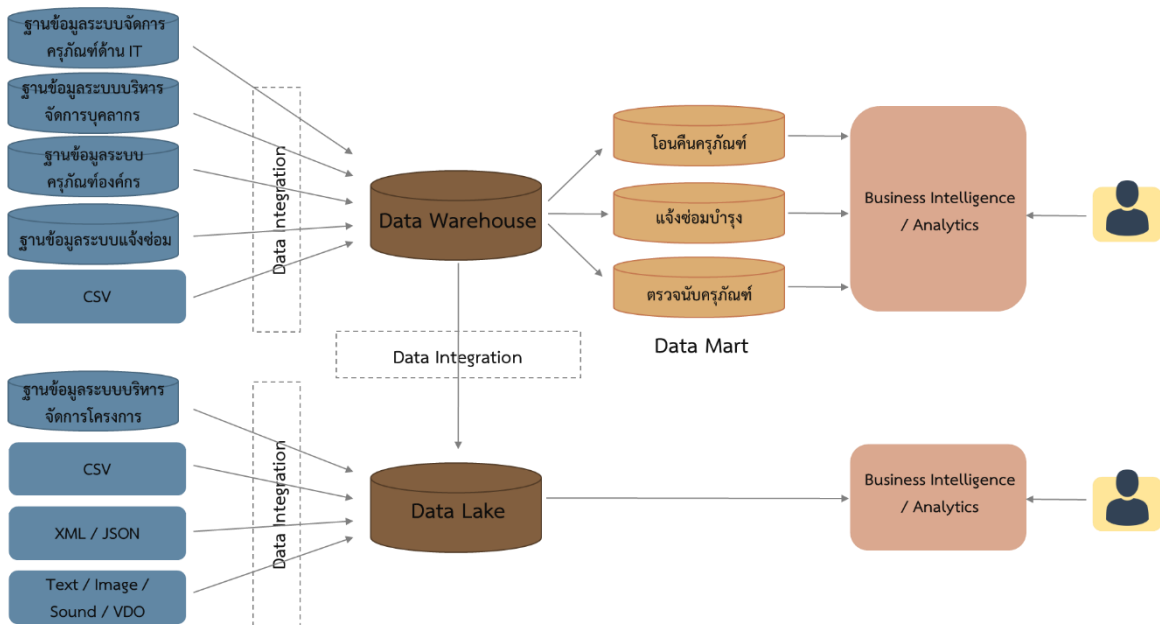 ฐานข้อมูลระบบจัดการ
ครุภัณฑ์ด้าน IT
ฐานข้อมูลระบบบริหาร
จัดการบุคลากร
ฐานข้อมูลระบบ
ครุภัณฑ์องค์กร
ฐานข้อมูลระบบแจ้งซ่อม
CSV
Data Integration
Data Warehouse
โอนคืนครุภัณฑ์
แจ้งซ่อมบำรุง
ตรวจนับครุภัณฑ์
Data Mart
Business Intelligence
/ Analytics
Data Integration
ฐานข้อมูลระบบบริหาร
จัดการโครงการ
CSV
XML / JSON
Text / Image /
Sound / VDO
Data Integration
Data Lake
Business Intelligence
/ Analytics